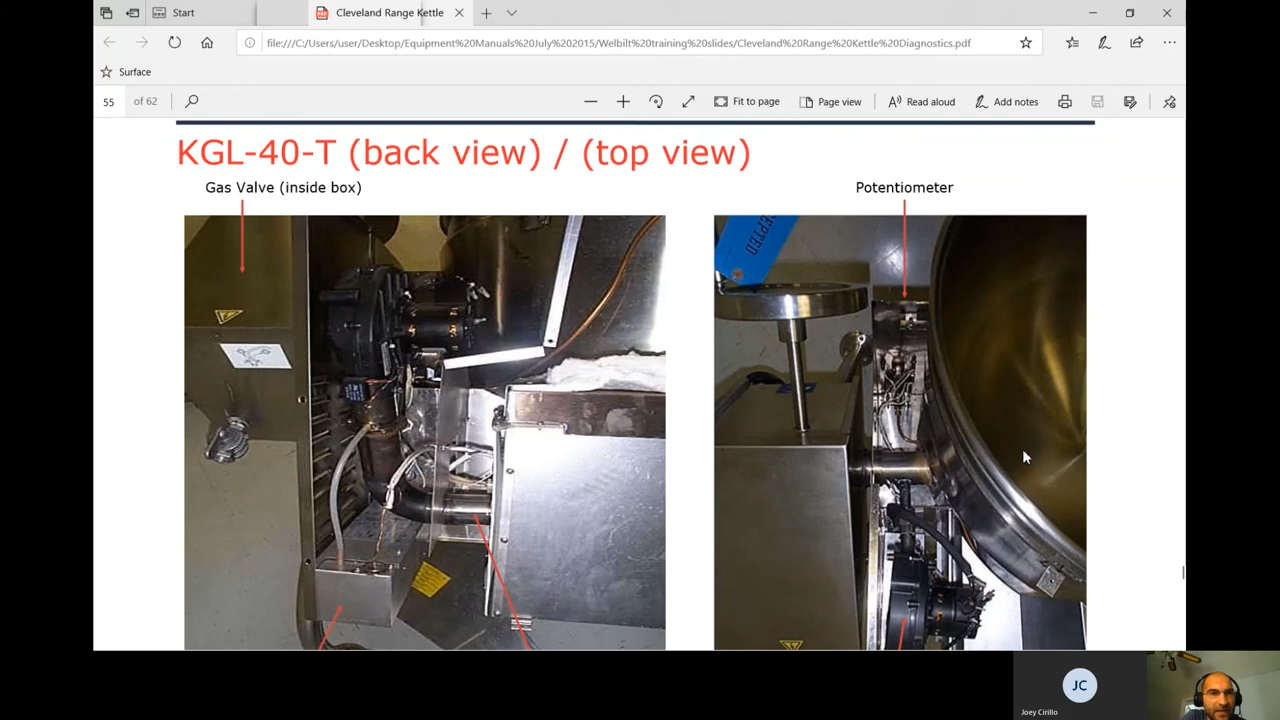 Start
Cleveland Range Kettle
file:///C:/Users/user/Desktop/Equipment%20Manuals%20July%202015/Welbilt%20training%20slides/Cleveland%20Range%20Kettle%20Diagnostics.pdf
Surface
55 of 62
Fit to page
Page view
Read aloud
Add notes
KGL-40-T (back view) / (top view)
Gas Valve (inside box)
Potentiometer
CEPTED
JC
Joey Cirillo